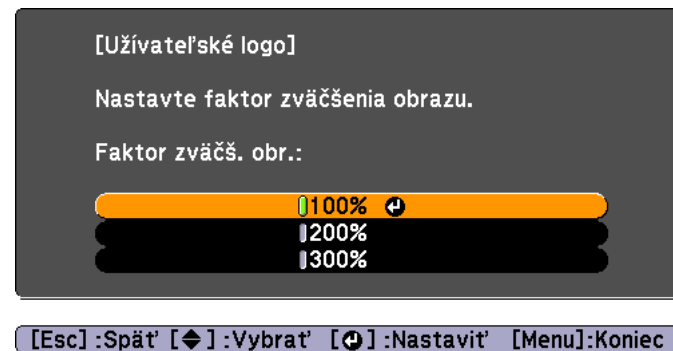 [Užívateľské logo]
Nastavte faktor zväčšenia obrazu.
Faktor zväčš. obr.:
100%
200%
300%
[Esc] :Späť [◆] :Vybrať [↵] :Nastaviť [Menu]:Koniec